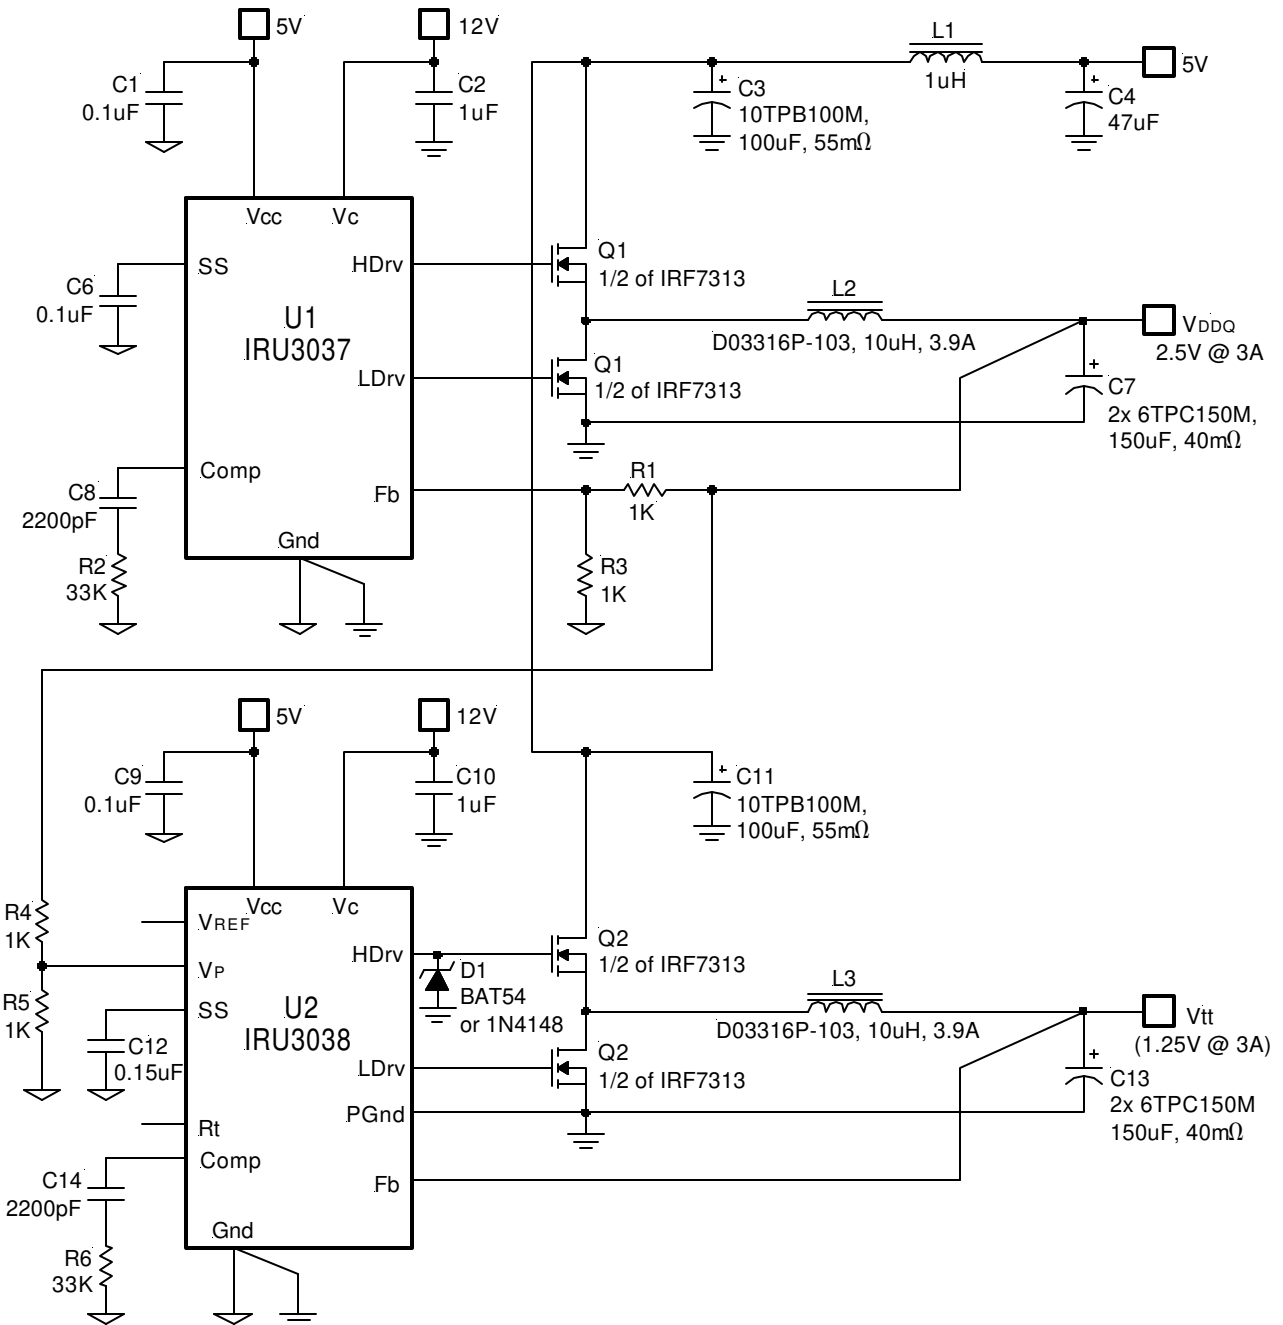 5V
12V
L1
1uH
5V
C1
0.1uF
C2
1uF
+
C3
10TPB100M,
100uF, 55mΩ
+
C4
47uF
Vcc
Vc
SS
HDrv
U1
IRU3037
LDrv
Comp
Fb
Gnd
C6
0.1uF
C8
2200pF
R2
33K
Q1
1/2 of IRF7313
L2
D03316P-103, 10uH, 3.9A
VDDQ
2.5V @ 3A
Q1
1/2 of IRF7313
+
C7
2x 6TPC150M,
150uF, 40mΩ
R1
1K
R3
1K
5V
12V
C9
0.1uF
C10
1uF
+
C11
10TPB100M,
100uF, 55mΩ
R4
1K
R5
1K
Vcc
Vc
VREF
HDrv
VP
SS
U2
IRU3038
LDrv
PGnd
Rt
Comp
Fb
Gnd
C12
0.15uF
C14
2200pF
R6
33K
D1
BAT54
or 1N4148
Q2
1/2 of IRF7313
L3
D03316P-103, 10uH, 3.9A
Vtt
(1.25V @ 3A)
Q2
1/2 of IRF7313
+
C13
2x 6TPC150M
150uF, 40mΩ